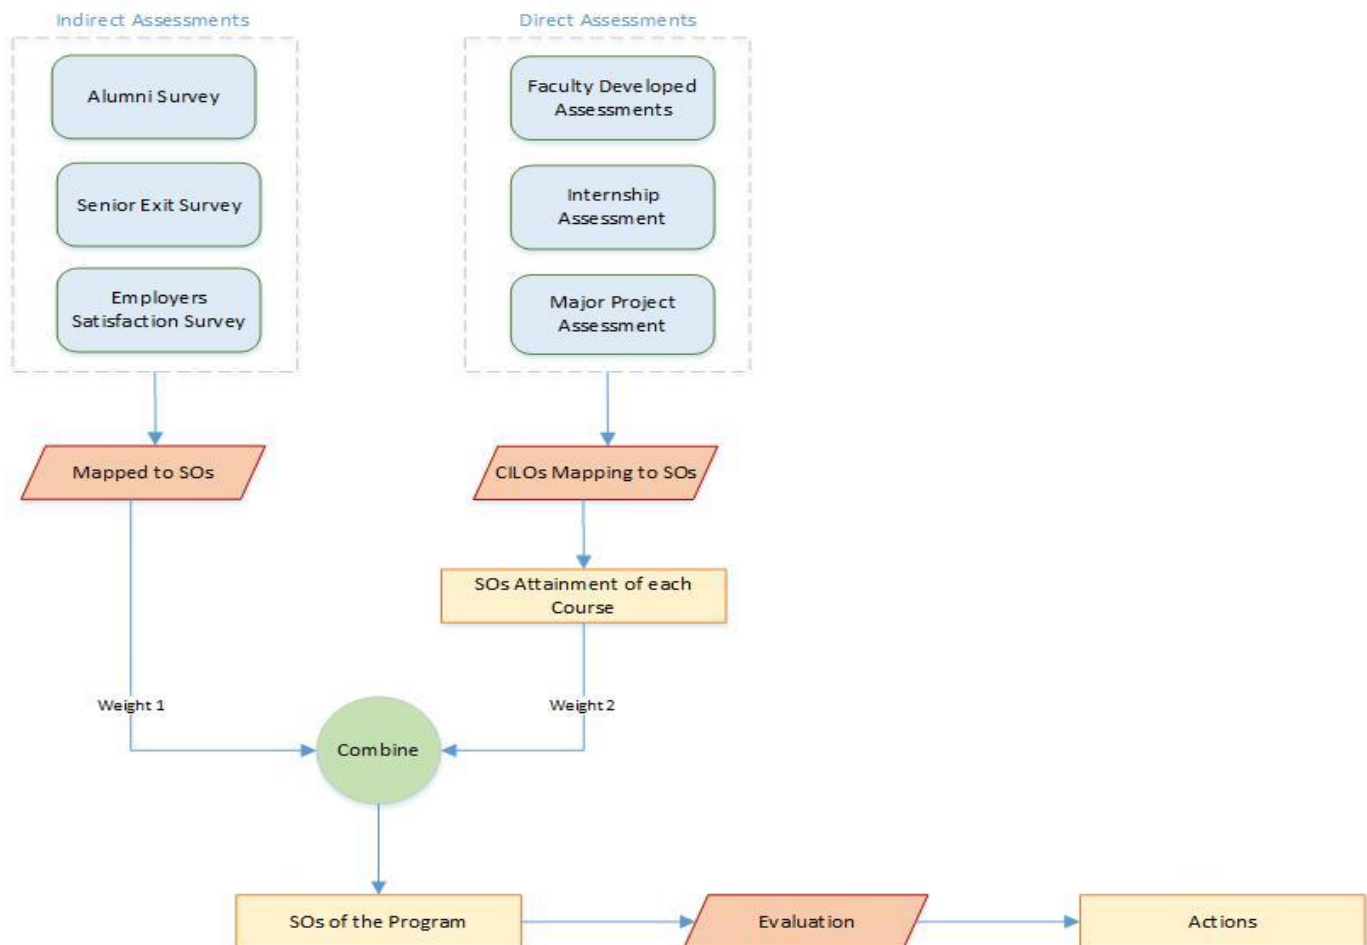 Indirect Assessments
Direct Assessments
Alumni Survey
Senior Exit Survey
Employers
Satisfaction Survey
Faculty Developed
Assessments
Internship
Assessment
Major Project
Assessment
Mapped to SOs
CILOs Mapping to SOs
SOs Attainment of each
Course
Weight 1
Weight 2
Combine
SOs of the Program
Evaluation
Actions